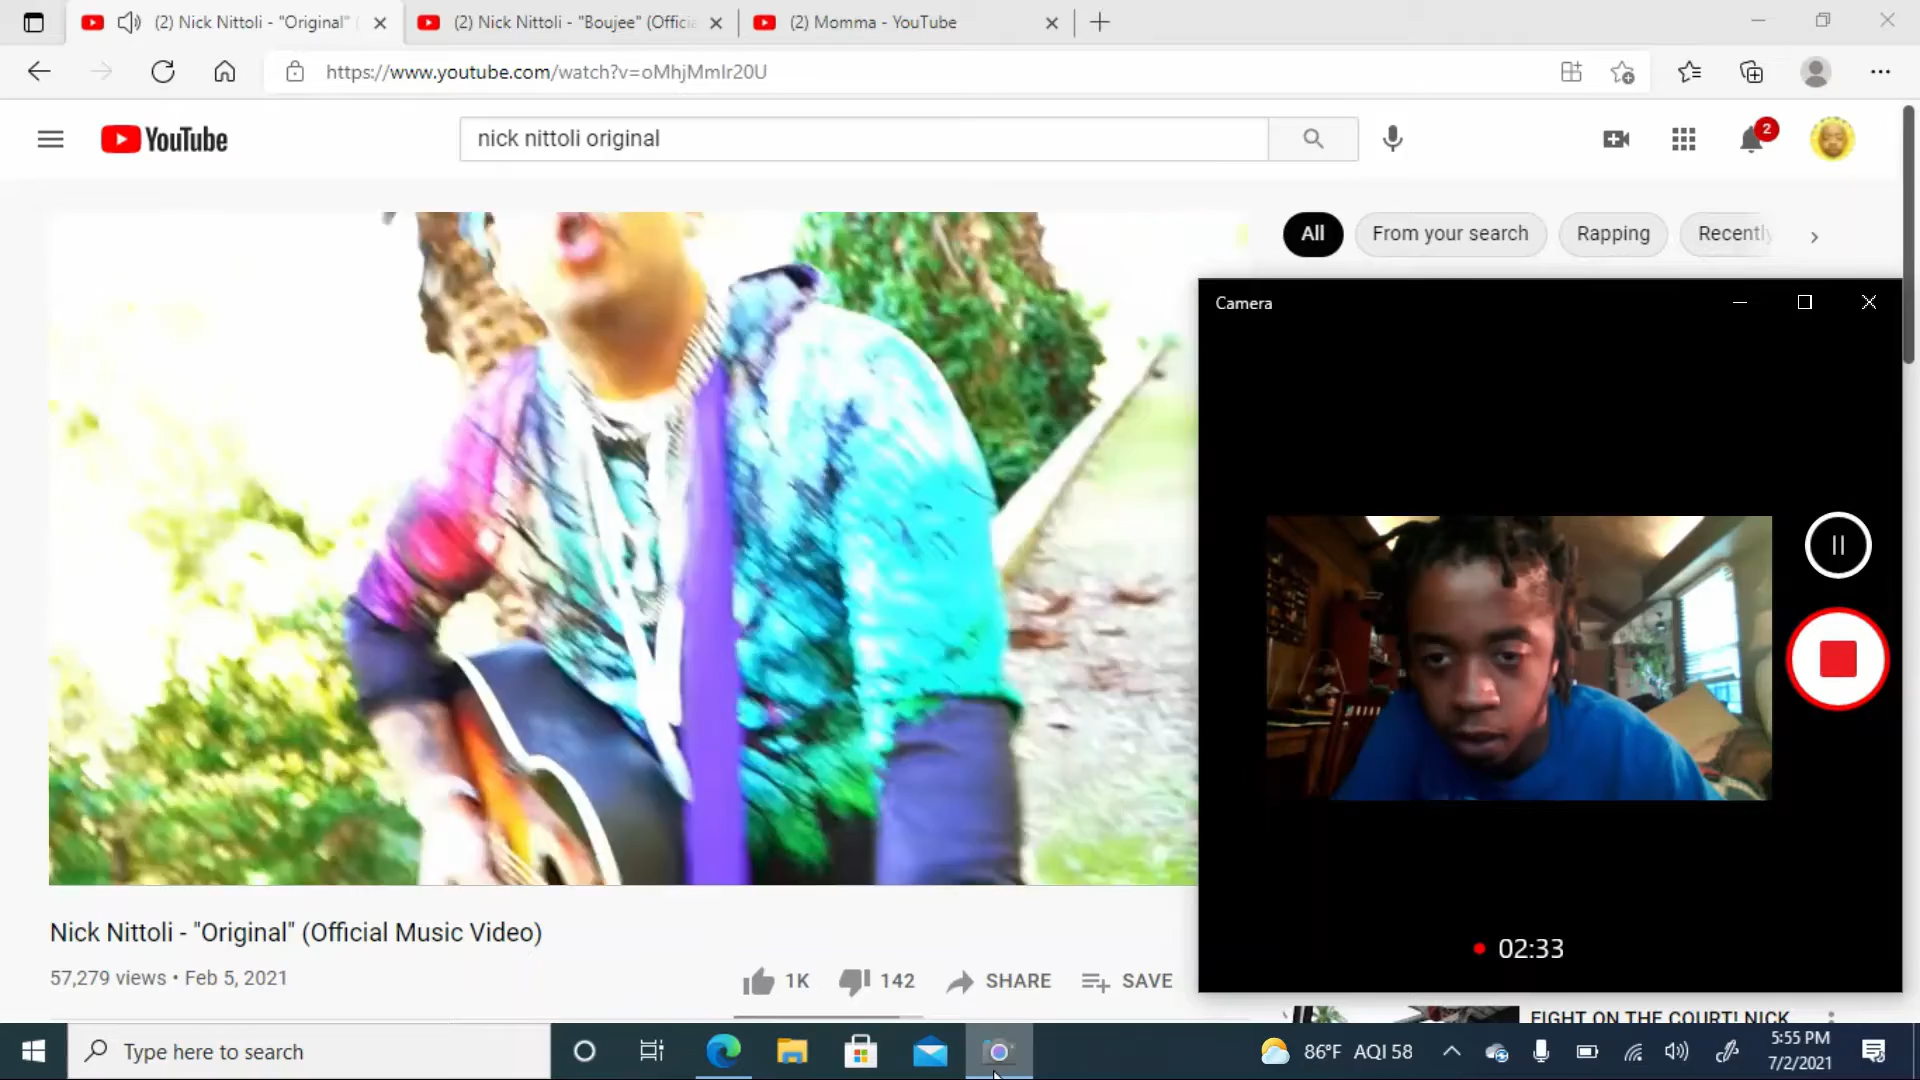 (2) Nick Nittoli - "Original" (
(2) Nick Nittoli - "Boujee" (Officia
(2) Momma - YouTube
https://www.youtube.com/watch?v=oMhjMmIr20U
YouTube
nick nittoli original
2
All
From your search
Rapping
Recently
Camera
02:33
Nick Nittoli - "Original" (Official Music Video)
57,279 views • Feb 5, 2021
1K
142
SHARE
SAVE
FIGHT ON THE COURT! NICK
Type here to search
86°F AQI 58
5:55 PM
7/2/2021